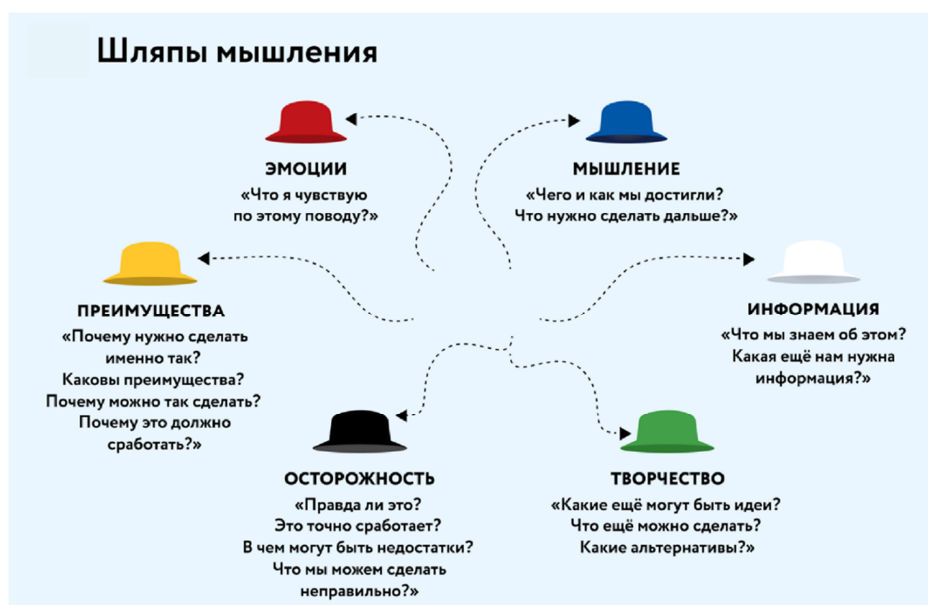 Шляпы мышления
ЭМОЦИИ
«Что я чувствую
по этому поводу?»
МЫШЛЕНИЕ
«Чего и как мы достигли?
Что нужно сделать дальше?»
ПРЕИМУЩЕСТВА
«Почему нужно сделать
именно так?
Каковы преимущества?
Почему можно так сделать?
Почему это должно
сработать?»
ИНФОРМАЦИЯ
«Что мы знаем об этом?
Какая ещё нам нужна
информация?»
ОСТОРОЖНОСТЬ
«Правда ли это?
Это точно сработает?
В чем могут быть недостатки?
Что мы можем сделать
неправильно?»
ТВОРЧЕСТВО
«Какие ещё могут быть идеи?
Что ещё можно сделать?
Какие альтернативы?»